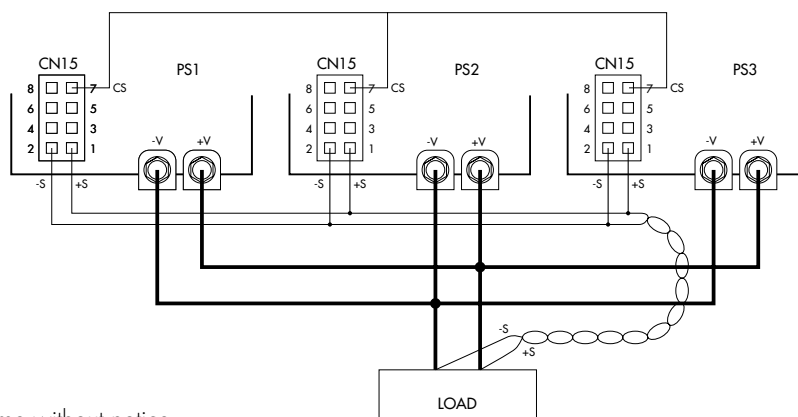 CN15 PS1 CN15 PS2 CN15 PS3
8 7 CS 8 7 CS 8 7 CS
6 5 6 5 6 5
4 3 -V +V 4 3 -V +V 4 3 -V +V
2 1 2 1 2 1
-S +S -S +S -S +S
-S
+S
LOAD